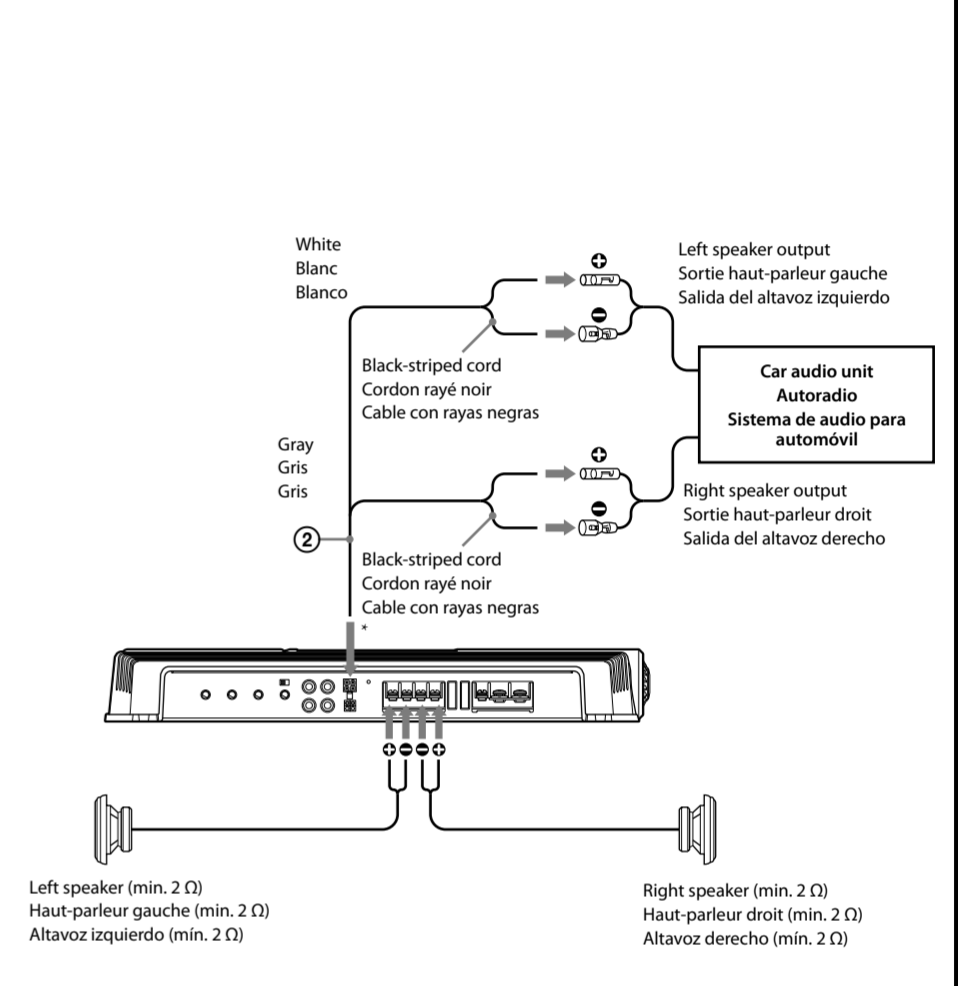 White
Blanc
Blanco
Left speaker output
Sortie haut-parleur gauche
Salida del altavoz izquierdo
Black-striped cord
Cordon rayé noir
Cable con rayas negras
Car audio unit
Autoradio
Sistema de audio para
automóvil
Gray
Gris
Gris
Right speaker output
Sortie haut-parleur droit
Salida del altavoz derecho
2
Black-striped cord
Cordon rayé noir
Cable con rayas negras
*
Left speaker (min. 2 Ω)
Haut-parleur gauche (min. 2 Ω)
Altavoz izquierdo (mín. 2 Ω)
Right speaker (min. 2 Ω)
Haut-parleur droit (min. 2 Ω)
Altavoz derecho (mín. 2 Ω)